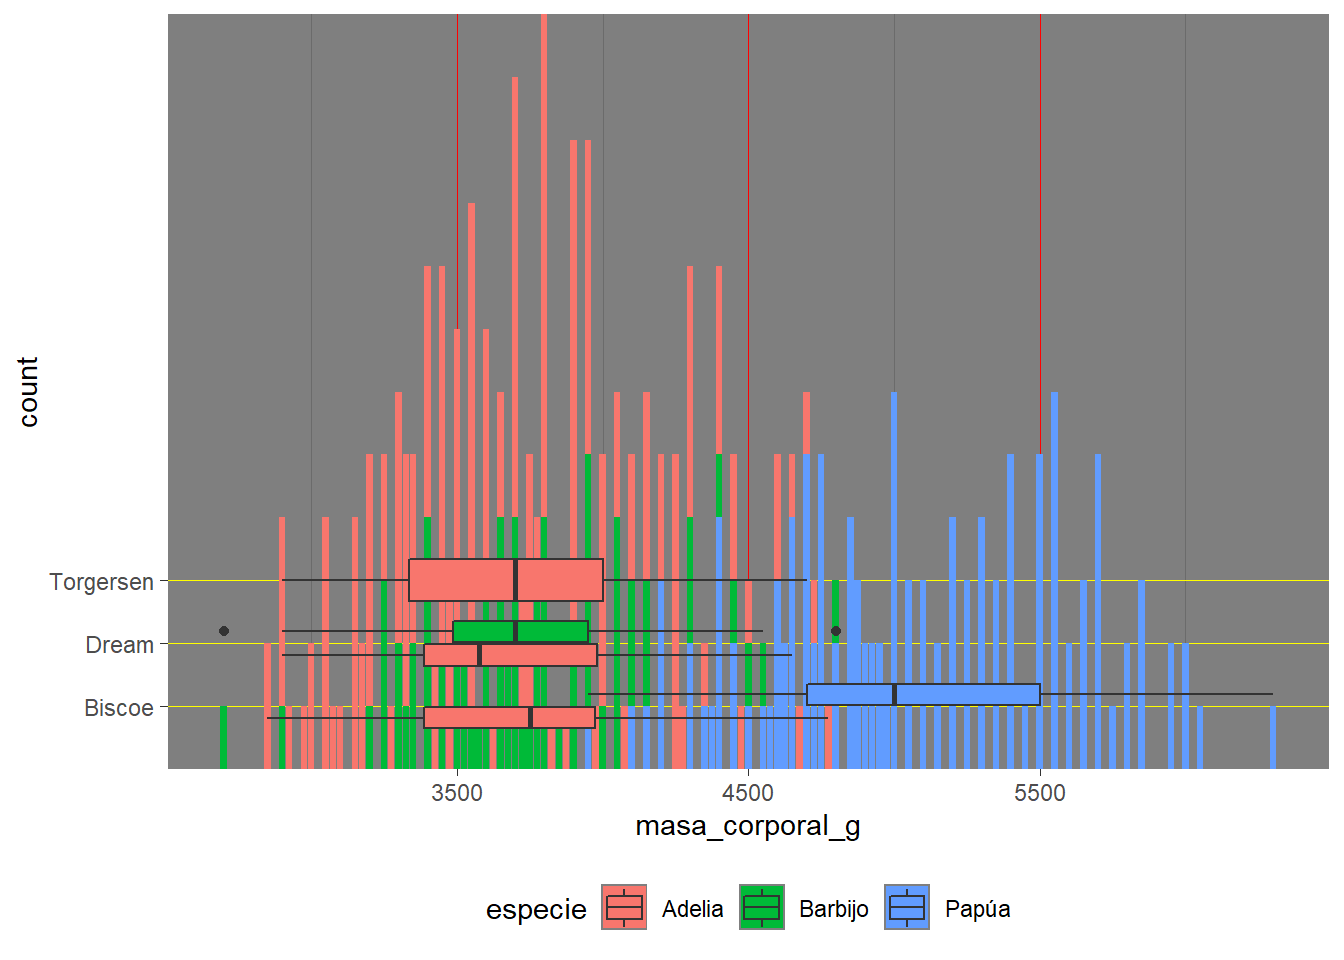 count
Torgersen
Dream
Biscoe
3500 4500 5500
masa_corporal_g
especie Adelia Barbijo Papúa